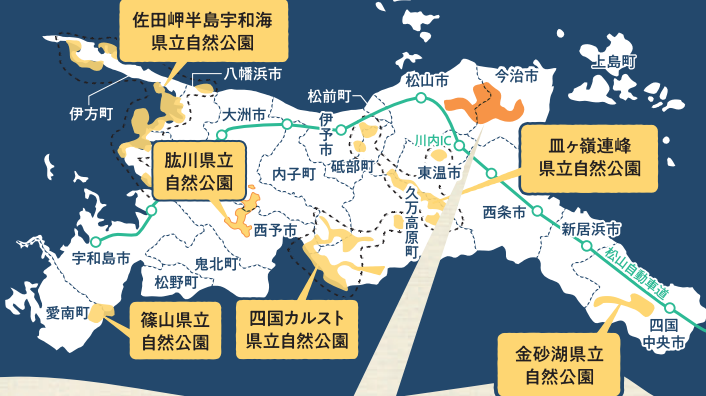 佐田岬半島宇和海
県立自然公園
八幡浜市
伊方町
大洲市
松前町
伊予市
松山市
今治市
上島町
川内IC
砥部町
東温市
皿ヶ嶺連峰
県立自然公園
肱川県立
自然公園
内子町
久万高原町
西条市
新居浜市
西予市
宇和島市
鬼北町
松野町
松山自動車道
愛南町
篠山県立
自然公園
四国カルスト
県立自然公園
四国
中央市
金砂湖県立
自然公園